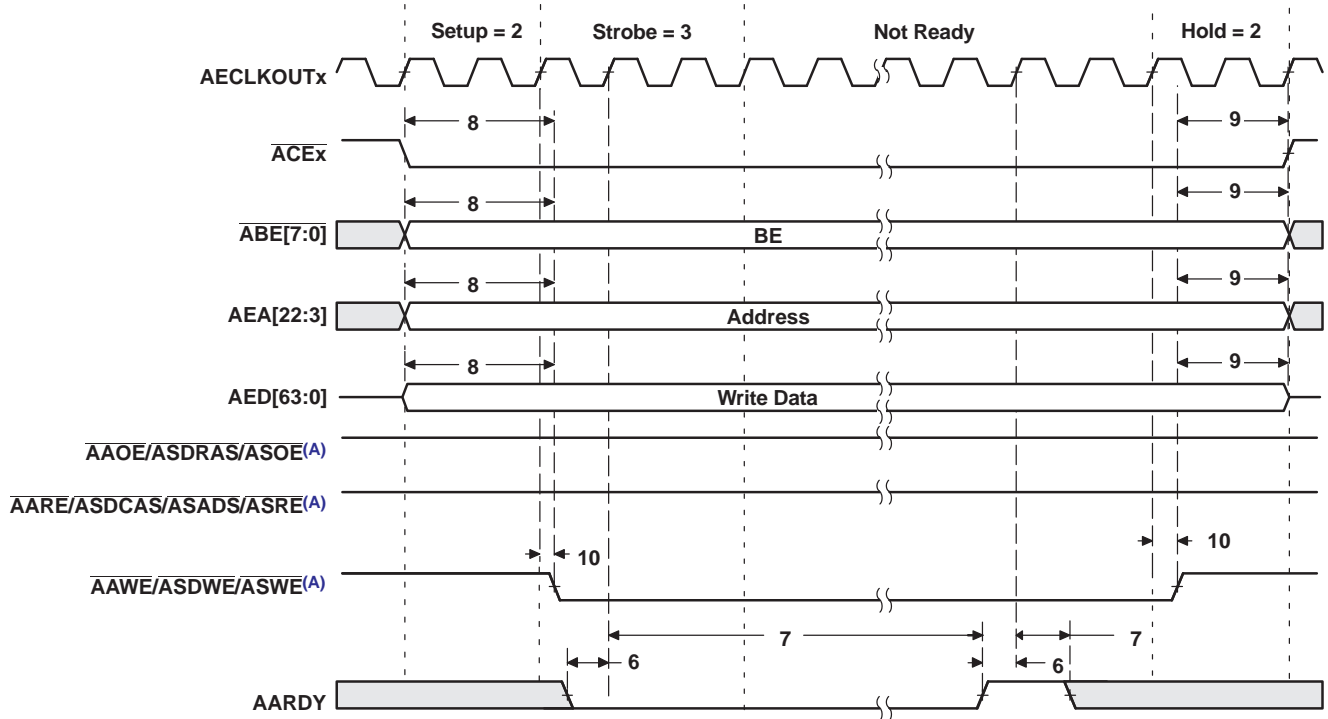 Setup = 2 Strobe = 3 Not Ready Hold = 2
AECLKOUTx
8 9
ACEx
8 9
ABE[7:0] BE
8 9
AEA[22:3] Address
8 9
AED[63:0] Write Data
AAOE/ASDRAS/ASOE(A)
AARE/ASDCAS/ASADS/ASRE(A)
10 10
AAWE/ASDWE/ASWE(A)
7 7
6 6
AARDY